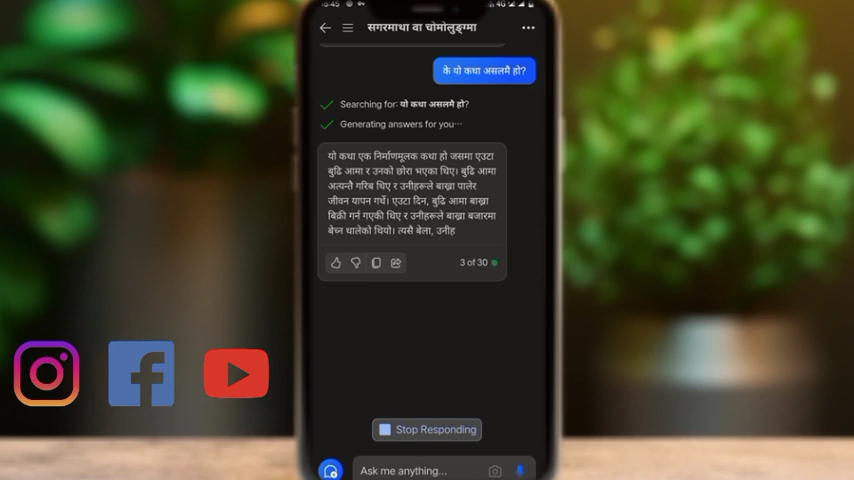 4G
सगरमाथा वा चोमोलुङ्ग्मा
के यो कथा असलमै हो?
Searching for: यो कथा असलमै हो?
Generating answers for you...
यो कथा एक निर्माणमूलक कथा हो जसमा एउटा
बुढि आमा र उनको छोरा भएका थिए। बुढि आमा
अत्यन्तै गरिब थिए र उनीहरूले बाख्रा पालेर
जीवन यापन गर्थे। एउटा दिन, बुढि आमा बाख्रा
बिक्री गर्न गएकी थिए र उनीहरूले बाख्रा बजारमा
बेच्न थालेको थियो। त्यसै बेला, उनीह
3 of 30
Stop Responding
Ask me anything...